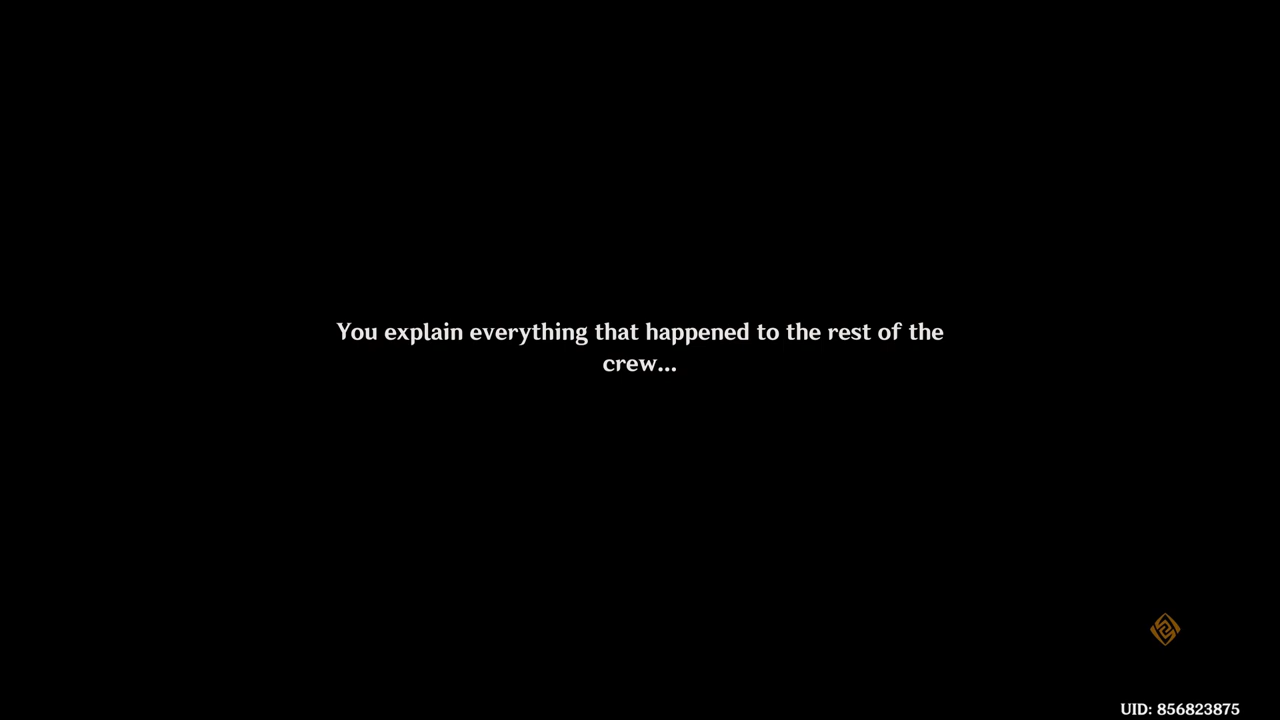 You explain everything that happened to the rest of the
crew...
UID: 856823875